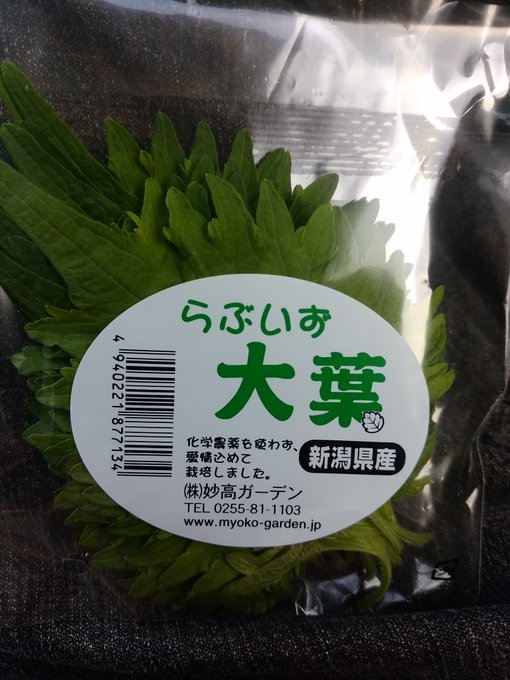 らぶいず
大葉
化学農薬を使わず、
愛情込めて
栽培しました。
新潟県産
㈱妙高ガーデン
TEL 0255-81-1103
www.myoko-garden.jp
4 940221 877134